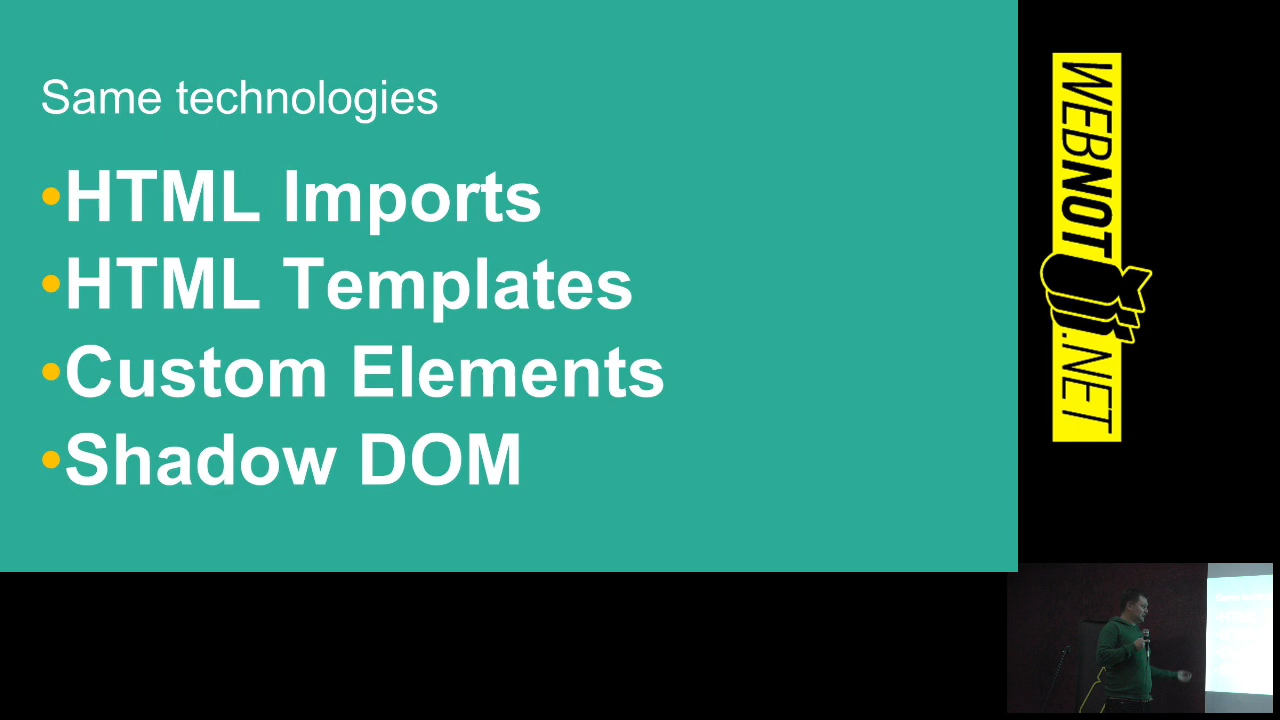 Same technologies
•HTML Imports
•HTML Templates
•Custom Elements
•Shadow DOM
WEBNOT
.NET